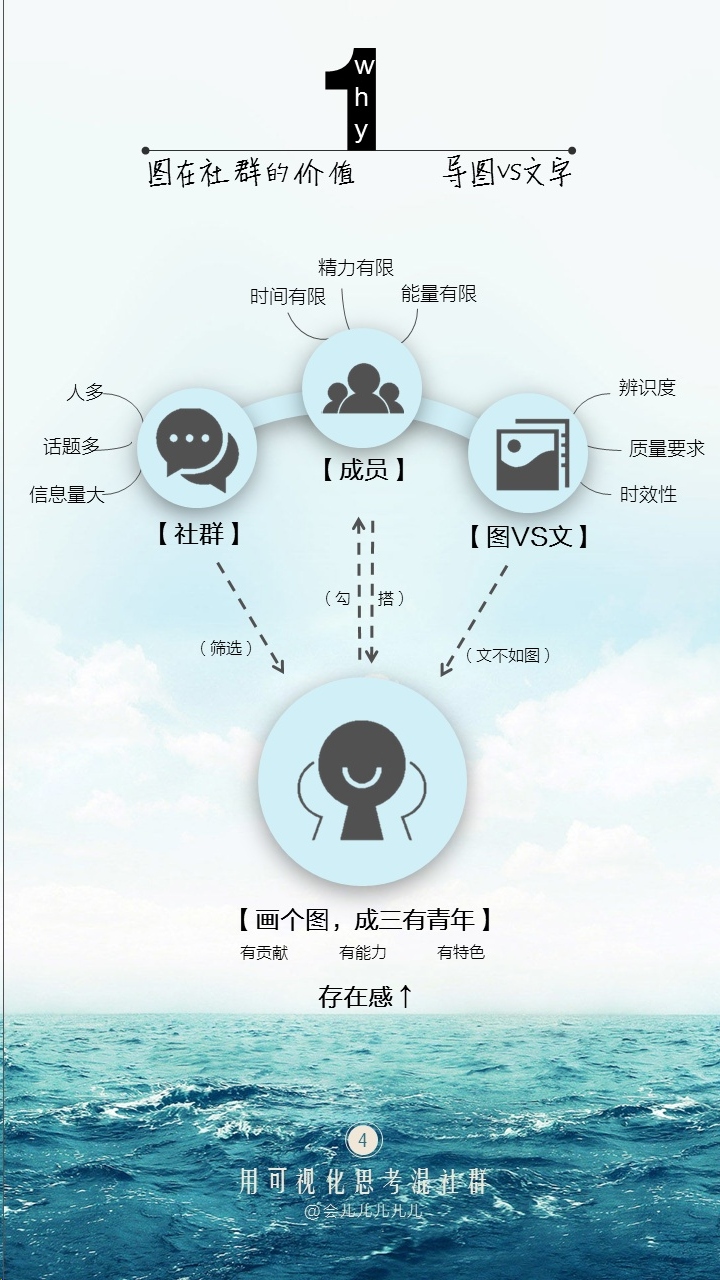 1
why
图在社群的价值 导图VS文字
精力有限
时间有限
能量有限
人多
话题多
信息量大
辨识度
质量要求
时效性
【成员】
【社群】
【图VS文】
（勾 搭）
（筛选）
（文不如图）
【画个图，成三有青年】
有贡献 有能力 有特色
存在感↑
4
用可视化思考混社群
@会儿儿儿儿儿